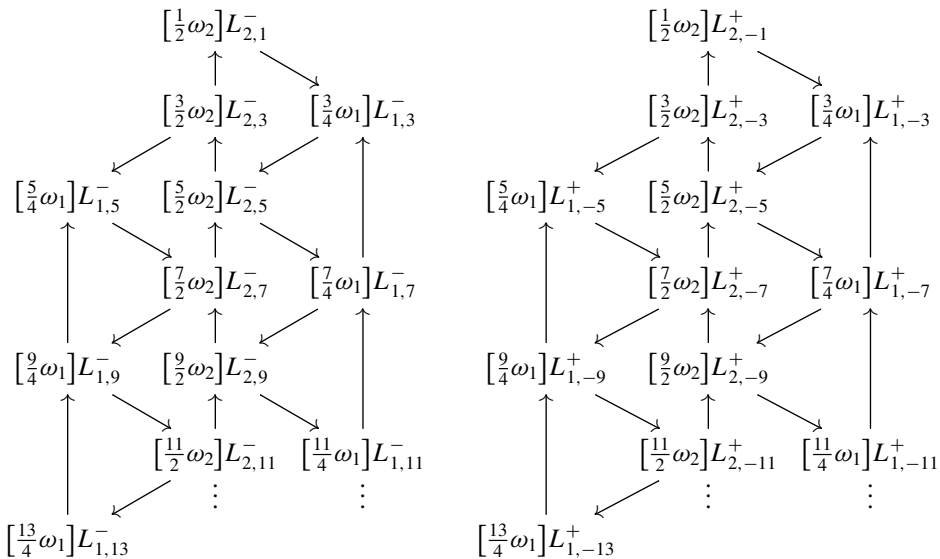 [½ω₂]L⁻₂,₁ [½ω₂]L⁺₂,₋₁
[3/2 ω₂]L⁻₂,₃ [3/4 ω₁]L⁻₁,₃ [3/2 ω₂]L⁺₂,₋₃ [3/4 ω₁]L⁺₁,₋₃
[5/4 ω₁]L⁻₁,₅ [5/2 ω₂]L⁻₂,₅ [5/4 ω₁]L⁺₁,₋₅ [5/2 ω₂]L⁺₂,₋₅
[7/2 ω₂]L⁻₂,₇ [7/4 ω₁]L⁻₁,₇ [7/2 ω₂]L⁺₂,₋₇ [7/4 ω₁]L⁺₁,₋₇
[9/4 ω₁]L⁻₁,₉ [9/2 ω₂]L⁻₂,₉ [9/4 ω₁]L⁺₁,₋₉ [9/2 ω₂]L⁺₂,₋₉
[11/2 ω₂]L⁻₂,₁₁ [11/4 ω₁]L⁻₁,₁₁ [11/2 ω₂]L⁺₂,₋₁₁ [11/4 ω₁]L⁺₁,₋₁₁
⋮ ⋮ ⋮ ⋮
[13/4 ω₁]L⁻₁,₁₃ [13/4 ω₁]L⁺₁,₋₁₃